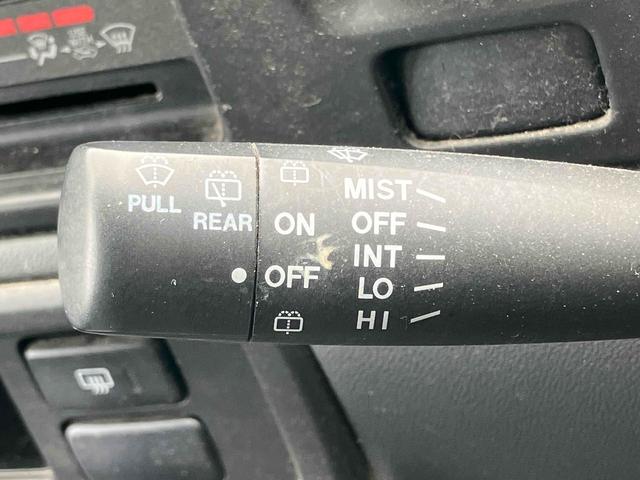 PULL
REAR
ON
OFF
MIST
OFF
INT
LO
HI